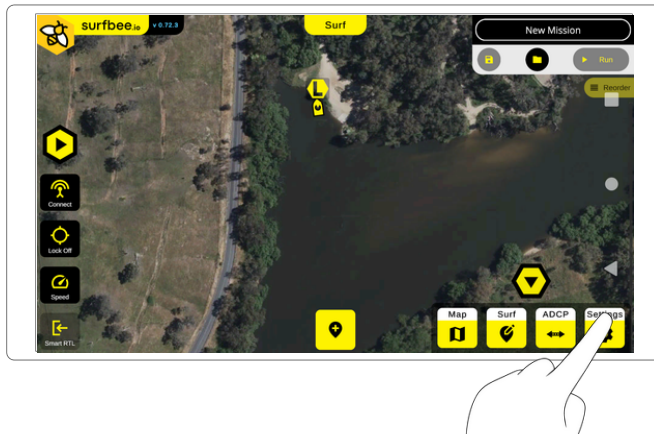 surfbee.io v 0.72.3
Surf
New Mission
Run
Reorder
L
Connect
Lock Off
Speed
Smart RTL
Map
Surf
ADCP
Settings